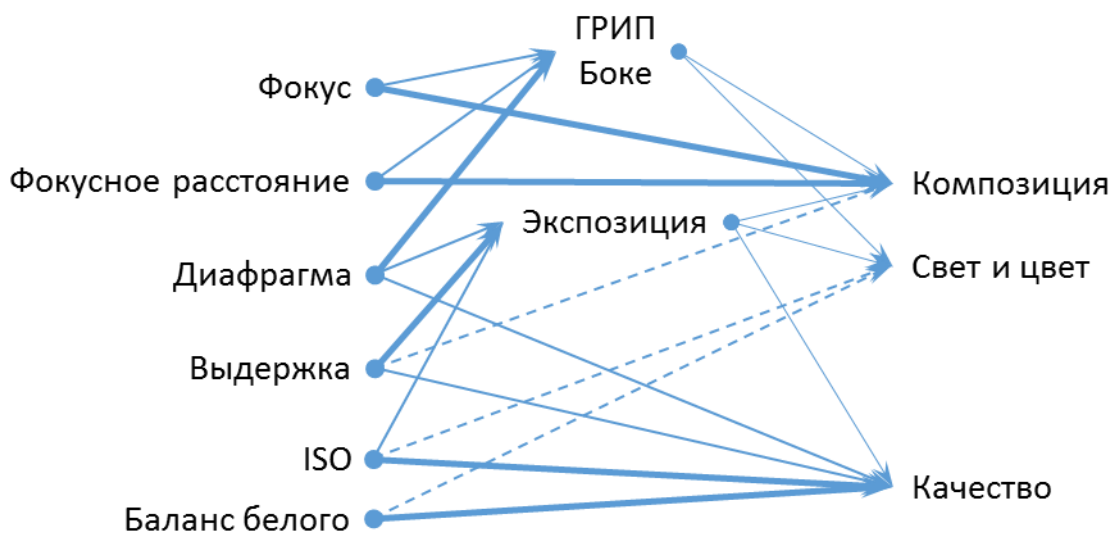 ГРИП
Боке
Фокус
Фокусное расстояние
Композиция
Экспозиция
Диафрагма
Свет и цвет
Выдержка
ISO
Качество
Баланс белого